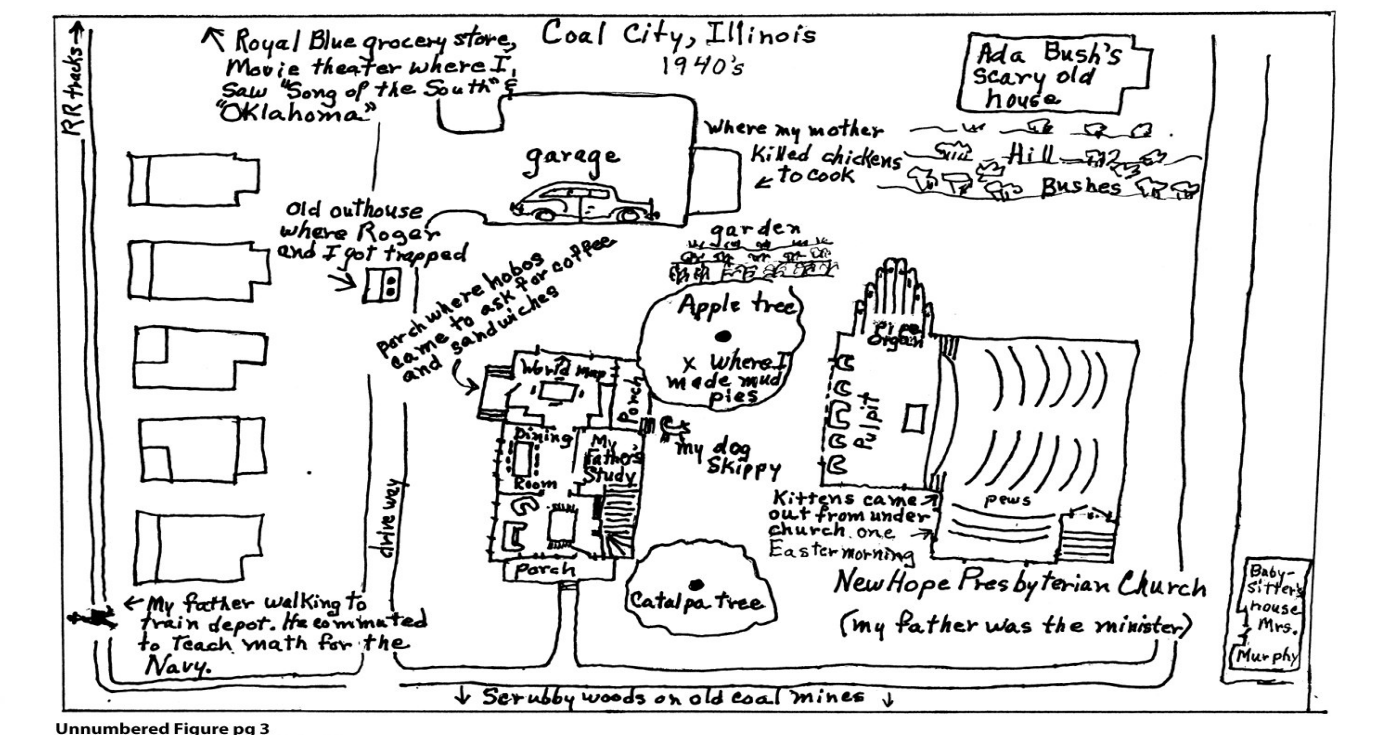 Coal City, Illinois
1940's
RR tracks →
Royal Blue grocery store,
Movie theater where I
saw "Song of the South" &
"Oklahoma"
Ada Bush's
scary old
house
where my mother
killed chickens
to cook
Hill
Bushes
garage
Old outhouse
where Roger
and I got trapped
garden
Porch where hobos
came to ask for coffee
and sandwiches
Apple tree
x where I
made mud
pies
Pipe
organ
Pulpit
World map
Porch
Dining
Room
My
Father's
Study
my dog
Skippy
pews
Kittens came
out from under
church one
Easter morning
driveway
Porch
Catalpa tree
New Hope Presbyterian Church
(my father was the minister)
Baby-
sitter's
house
Mrs.
Murphy
← My father walking to
train depot. He commuted
to teach math for the
Navy.
↓ Scrubby woods on old coal mines ↓
Unnumbered Figure pg 3